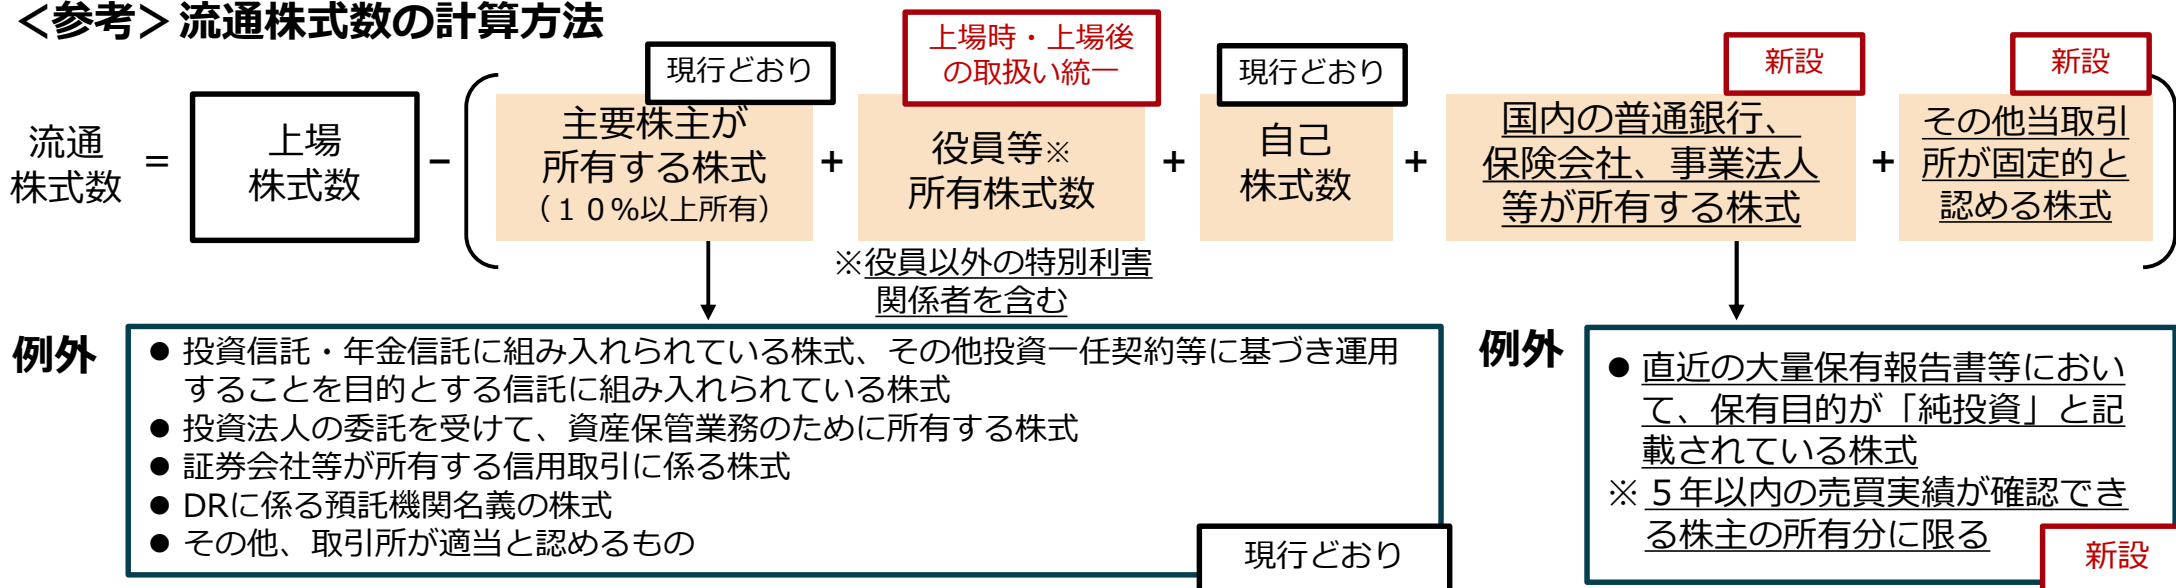 ＜参考＞流通株式数の計算方法
現行どおり
上場時・上場後
の取扱い統一
現行どおり
新設
新設
流通
株式数
＝
上場
株式数
－
主要株主が
所有する株式
（１０％以上所有）
＋
役員等※
所有株式数
＋
自己
株式数
＋
国内の普通銀行、
保険会社、事業法人
等が所有する株式
＋
その他当取引
所が固定的と
認める株式
※役員以外の特別利害
関係者を含む
例外
● 投資信託・年金信託に組み入れられている株式、その他投資一任契約等に基づき運用
することを目的とする信託に組み入れられている株式
● 投資法人の委託を受けて、資産保管業務のために所有する株式
● 証券会社等が所有する信用取引に係る株式
● DRに係る預託機関名義の株式
● その他、取引所が適当と認めるもの
現行どおり
例外
● 直近の大量保有報告書等におい
て、保有目的が「純投資」と記
載されている株式
※ ５年以内の売買実績が確認でき
る株主の所有分に限る
新設